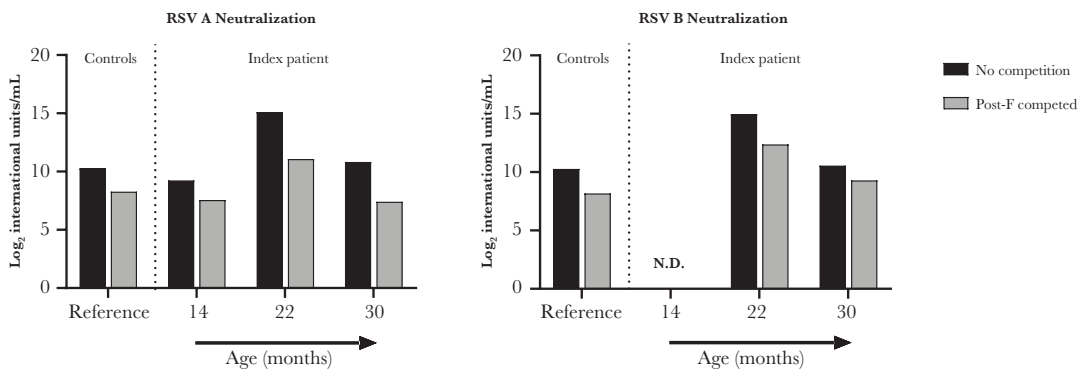 RSV A Neutralization
Log₂ international units/mL
20
15
10
5
0
Controls
Index patient
Reference
14
22
30
Age (months)
RSV B Neutralization
Log₂ international units/mL
20
15
10
5
0
Controls
Index patient
N.D.
Reference
14
22
30
Age (months)
No competition
Post-F competed